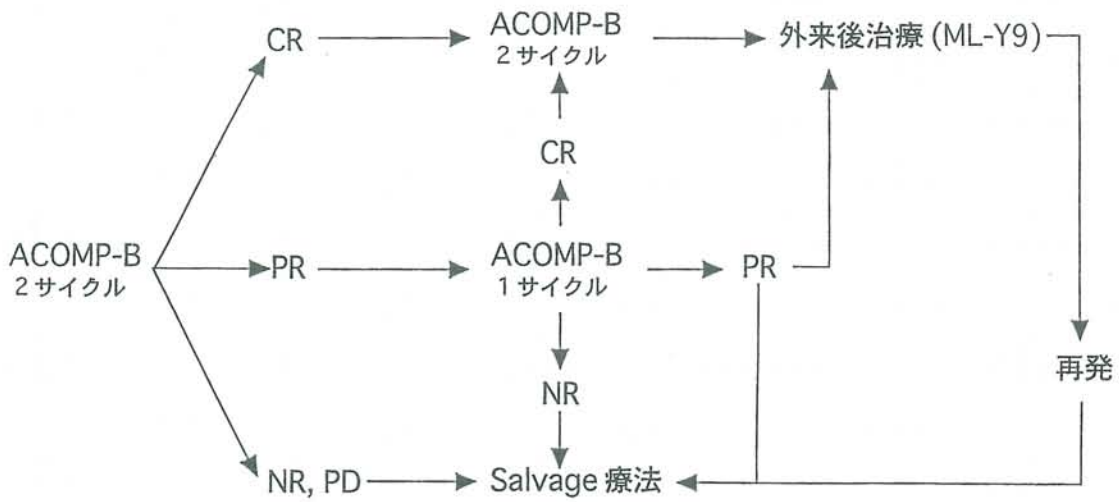 CR
ACOMP-B
2サイクル
外来後治療 (ML-Y9)
CR
ACOMP-B
2サイクル
PR
ACOMP-B
1サイクル
PR
NR
再発
NR, PD
Salvage 療法